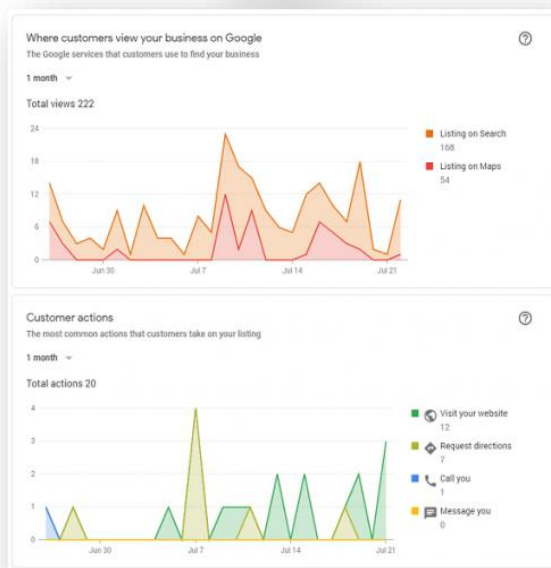 Where customers view your business on Google
The Google services that customers use to find your business
1 month
Total views 222
24
18
12
6
0
Jun 30
Jul 7
Jul 14
Jul 21
Listing on Search
168
Listing on Maps
54
Customer actions
The most common actions that customers take on your listing
1 month
Total actions 20
4
3
2
1
0
Jun 30
Jul 7
Jul 14
Jul 21
Visit your website
12
Request directions
7
Call you
1
Message you
0